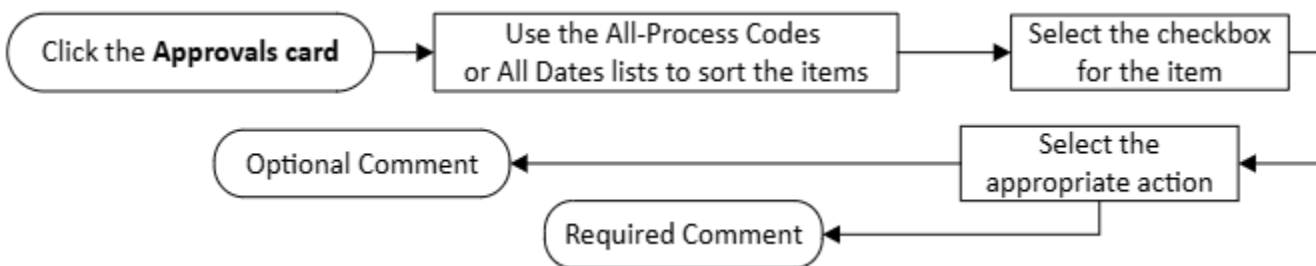 Click the Approvals card
Use the All-Process Codes
or All Dates lists to sort the items
Select the checkbox
for the item
Select the
appropriate action
Optional Comment
Required Comment